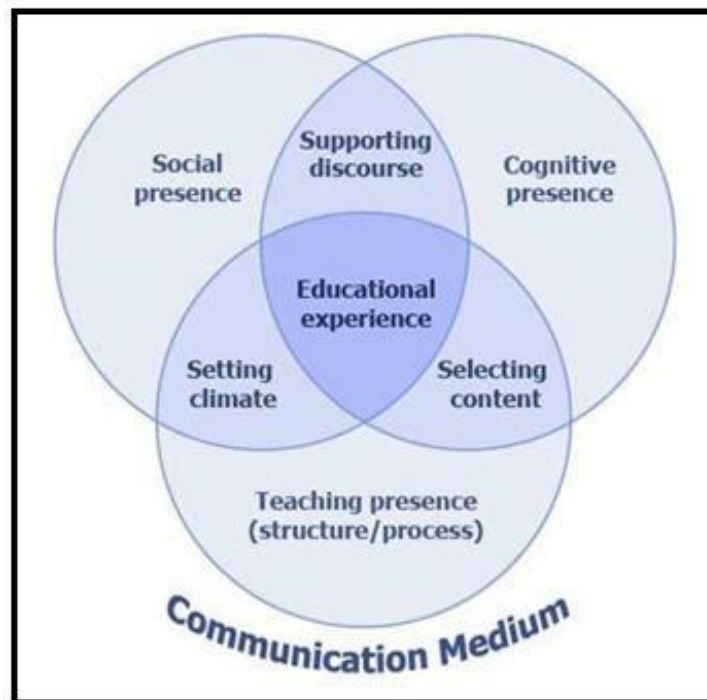 Social
presence
Supporting
discourse
Cognitive
presence
Educational
experience
Setting
climate
Selecting
content
Teaching presence
(structure/process)
Communication Medium